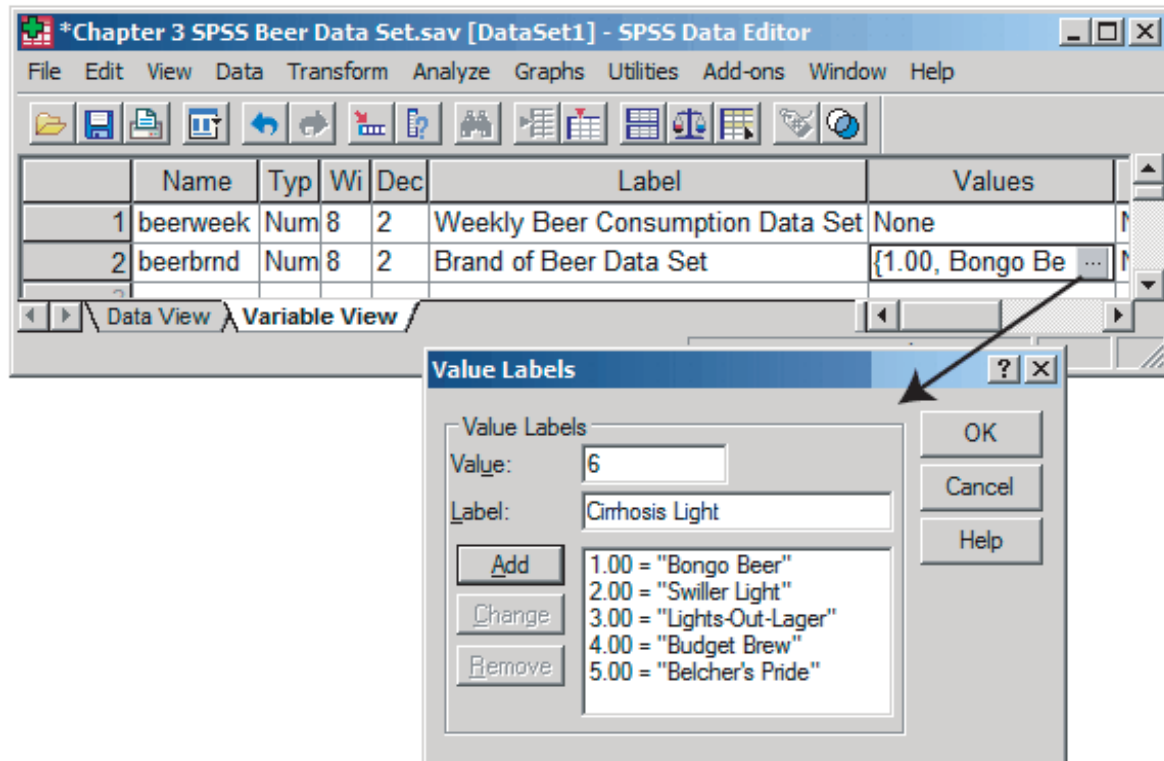 *Chapter 3 SPSS Beer Data Set.sav [DataSet1] - SPSS Data Editor
File Edit View Data Transform Analyze Graphs Utilities Add-ons Window Help
Name Typ Wi Dec Label Values
1 beerweek Num 8 2 Weekly Beer Consumption Data Set None
2 beerbrnd Num 8 2 Brand of Beer Data Set {1.00, Bongo Be ...
Data View Variable View
Value Labels
Value Labels
Value: 6
Label: Cirrhosis Light
Add
Change
Remove
1.00 = "Bongo Beer"
2.00 = "Swiller Light"
3.00 = "Lights-Out-Lager"
4.00 = "Budget Brew"
5.00 = "Belcher's Pride"
OK
Cancel
Help